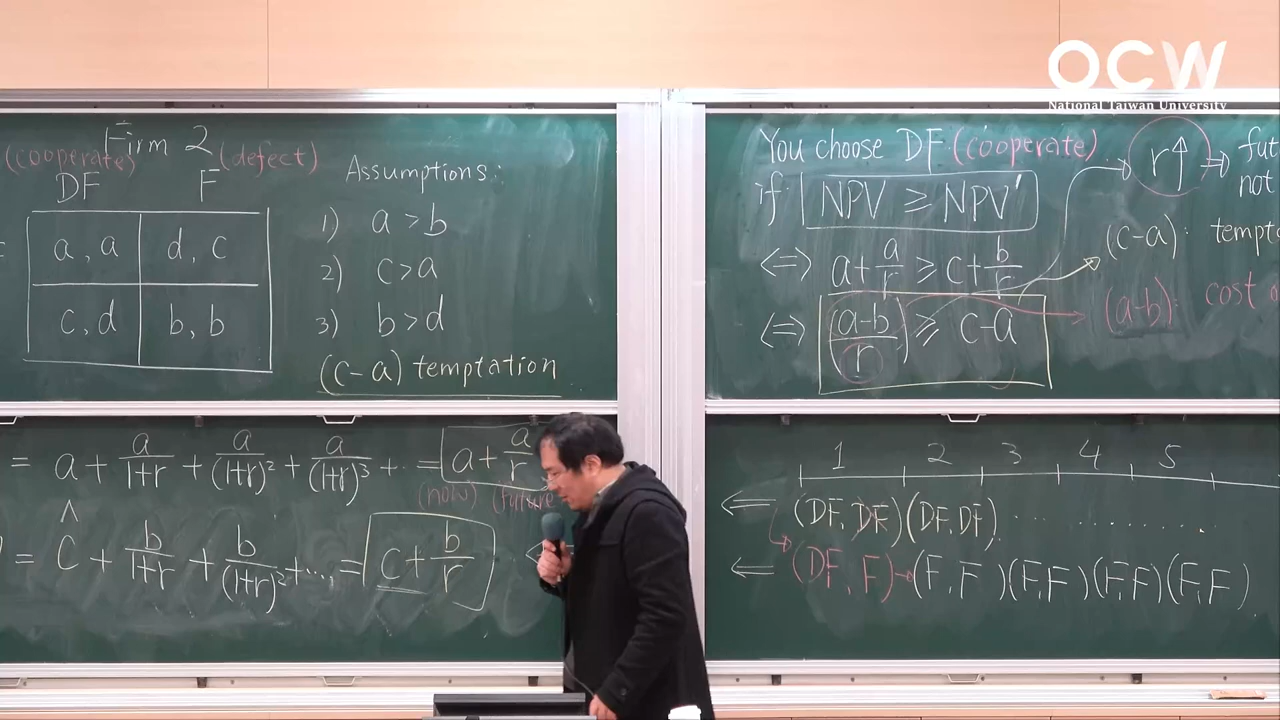 OCW
National Taiwan University
Firm 2
(cooperate) (defect)
DF F
a, a d, c
c, d b, b
Assumptions:
1) a > b
2) c > a
3) b > d
(c-a) temptation
= a + a/(1+r) + a/(1+r)² + a/(1+r)³ + ... = a + a/r
(now) (future
= C + b/(1+r) + b/(1+r)² + ..., = c + b/r
You choose DF (cooperate)
if NPV ≥ NPV'
⇔ a + a/r ≥ c + b/r
⇔ (a-b)/r ≥ c-a
r↑ ⇒ fut
not
(c-a): tempt
(a-b): cost
1 2 3 4 5
⇐ (DF, DF)(DF, DF) ............
⇐ (DF, F)→(F, F)(F,F)(F,F)(F,F)